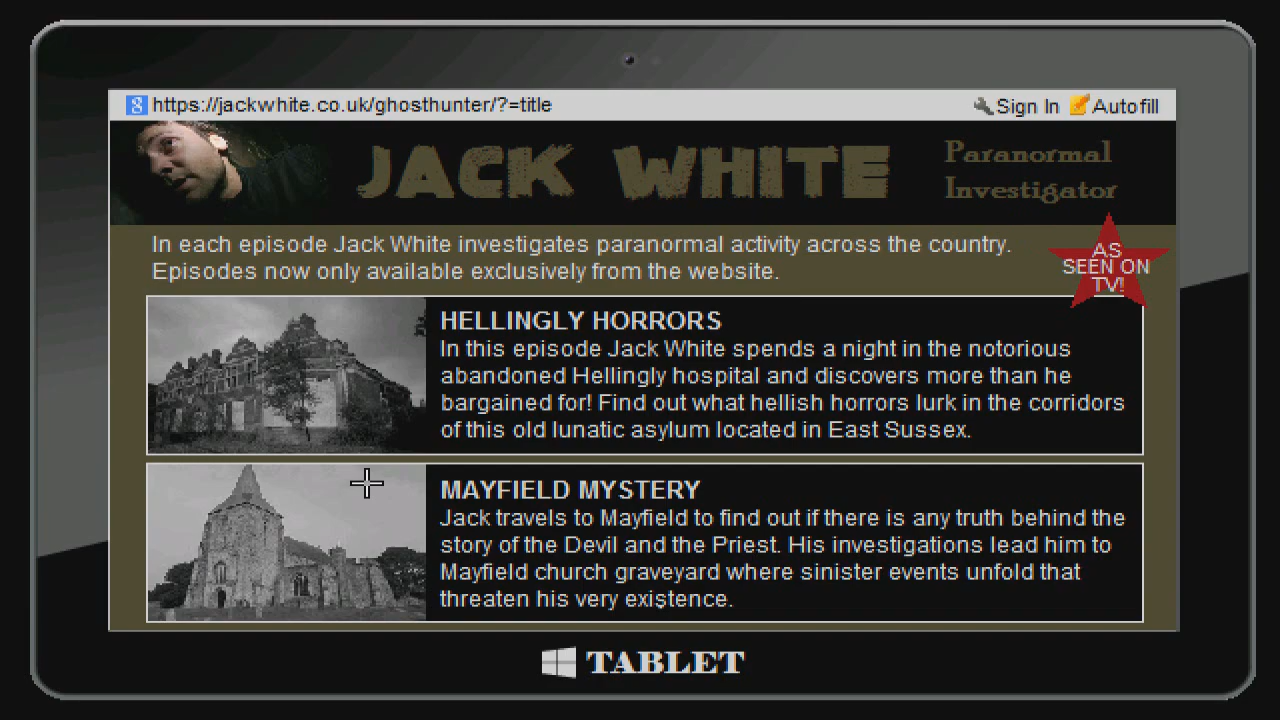 8 https://jackwhite.co.uk/ghosthunter/?=title
Sign In Autofill
JACK WHITE
Paranormal
Investigator
In each episode Jack White investigates paranormal activity across the country.
Episodes now only available exclusively from the website.
AS
SEEN ON
TV!
HELLINGLY HORRORS
In this episode Jack White spends a night in the notorious
abandoned Hellingly hospital and discovers more than he
bargained for! Find out what hellish horrors lurk in the corridors
of this old lunatic asylum located in East Sussex.
MAYFIELD MYSTERY
Jack travels to Mayfield to find out if there is any truth behind the
story of the Devil and the Priest. His investigations lead him to
Mayfield church graveyard where sinister events unfold that
threaten his very existence.
TABLET